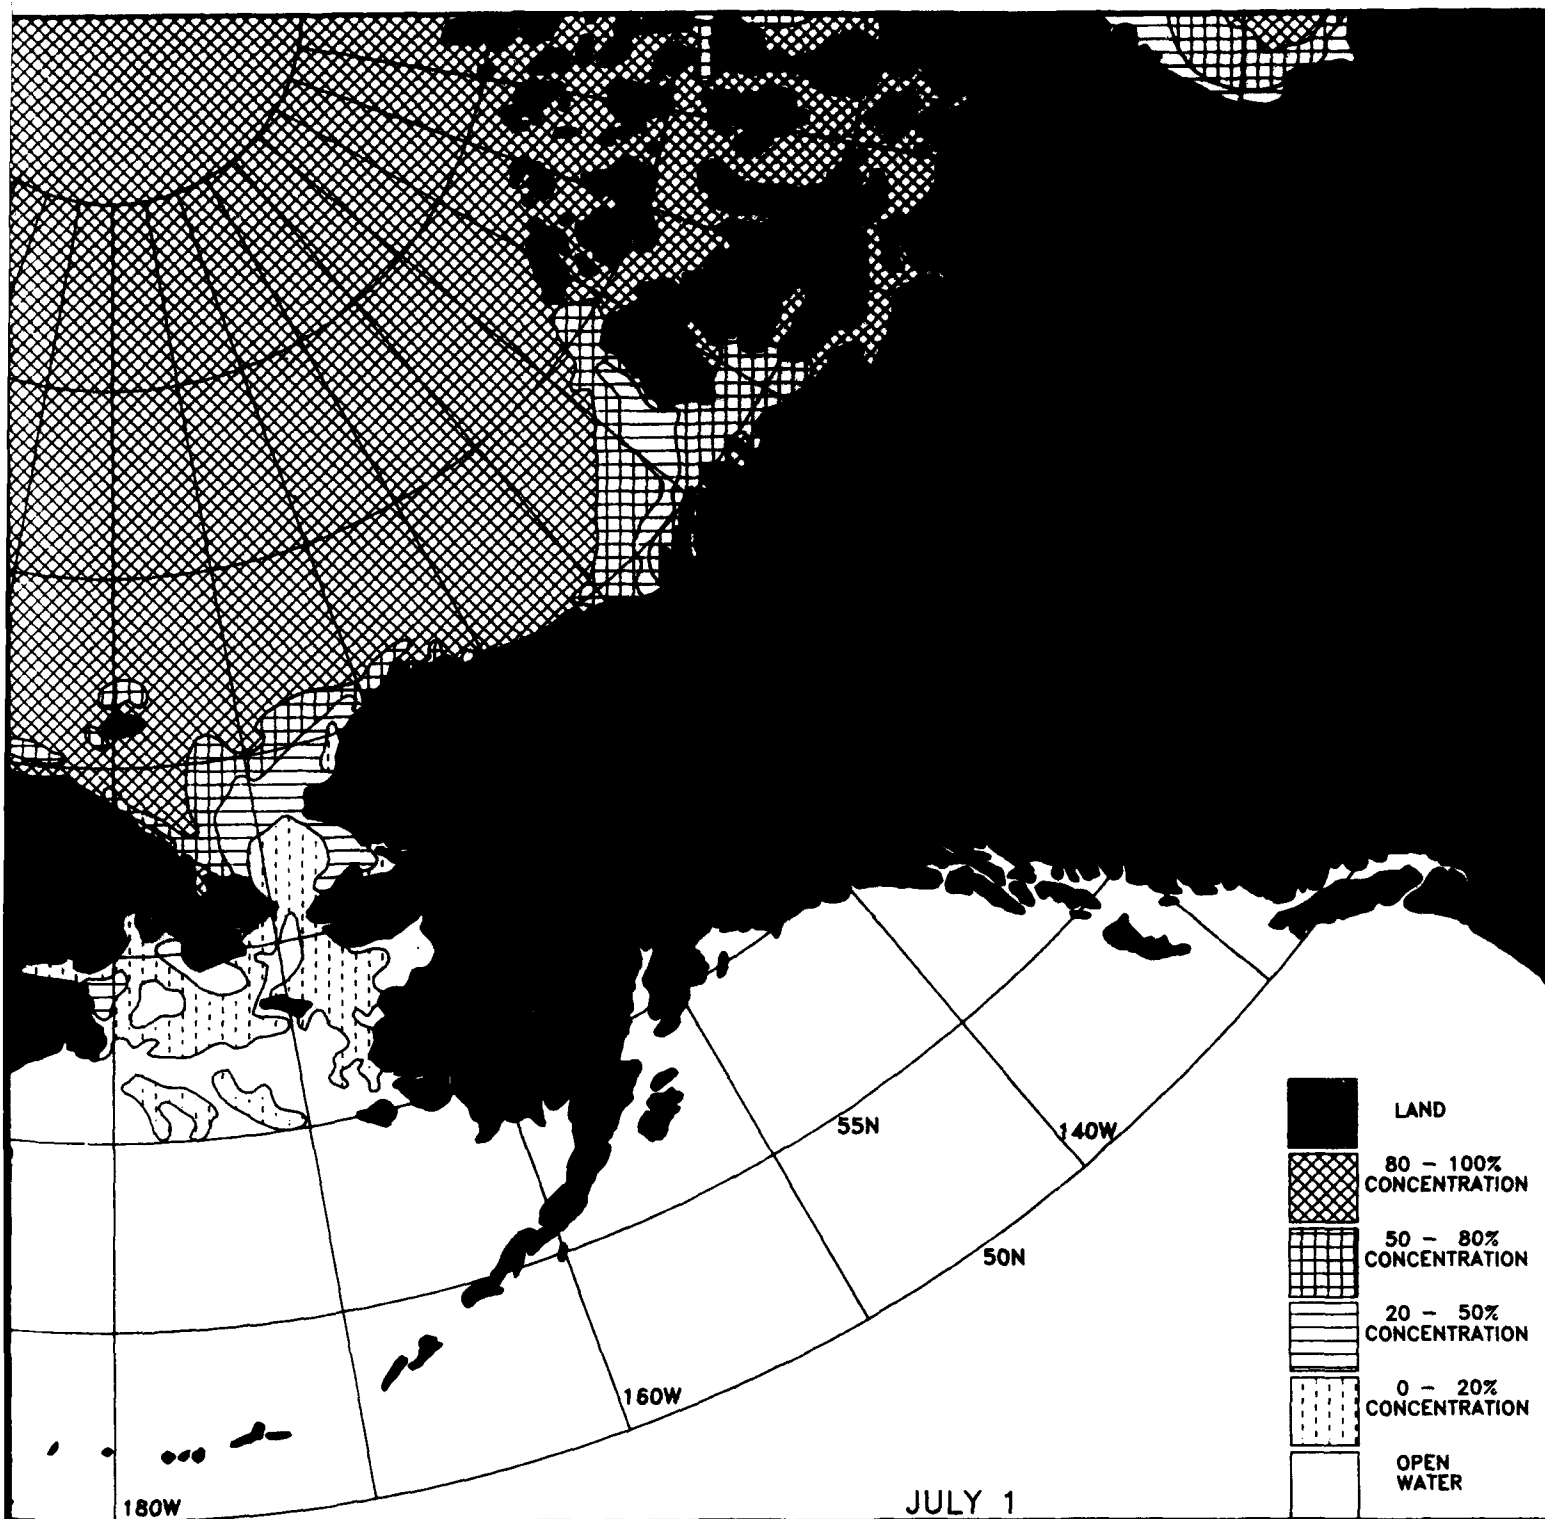 LAND
80 - 100%
CONCENTRATION
50 - 80%
CONCENTRATION
20 - 50%
CONCENTRATION
0 - 20%
CONCENTRATION
OPEN
WATER
55N
140W
50N
160W
180W
JULY 1